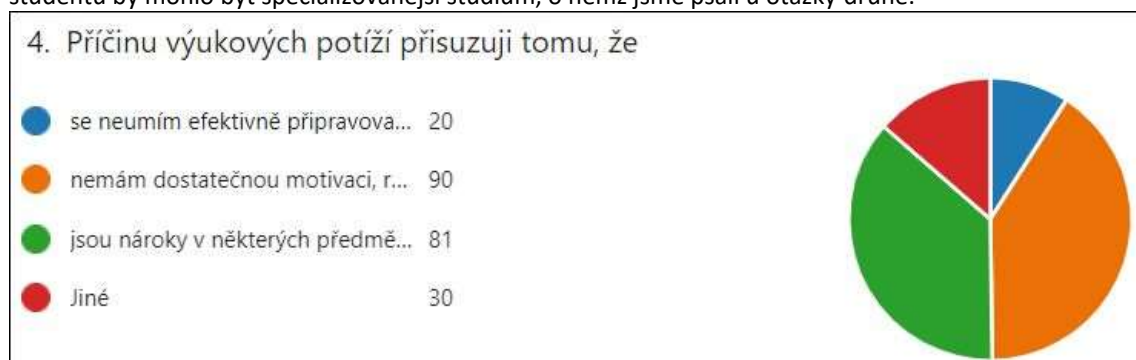 4. Příčinu výukových potíží přisuzuji tomu, že
se neumím efektivně připravova... 20
nemám dostatečnou motivaci, r... 90
jsou nároky v některých předmě... 81
Jiné 30